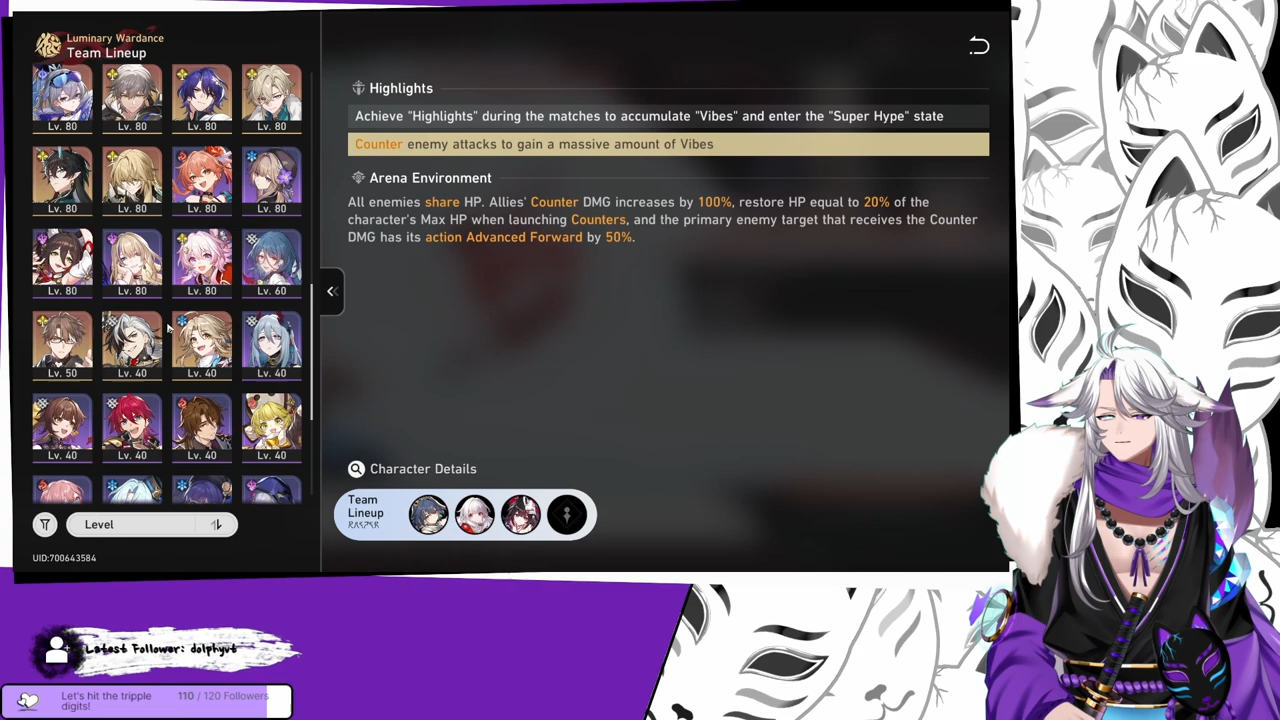 Luminary Wardance
Team Lineup
Lv. 80
Lv. 80
Lv. 80
Lv. 80
Lv. 80
Lv. 80
Lv. 80
Lv. 80
Lv. 80
Lv. 80
Lv. 80
Lv. 60
Lv. 50
Lv. 40
Lv. 40
Lv. 40
Lv. 40
Lv. 40
Lv. 40
Lv. 40
Level
UID:700643584
Highlights
Achieve "Highlights" during the matches to accumulate "Vibes" and enter the "Super Hype" state
Counter enemy attacks to gain a massive amount of Vibes
Arena Environment
All enemies share HP. Allies' Counter DMG increases by 100%, restore HP equal to 20% of the
character's Max HP when launching Counters, and the primary enemy target that receives the Counter
DMG has its action Advanced Forward by 50%.
Character Details
Team
Lineup
Latest Follower: dolphyvt
Let's hit the tripple
digits!
110 / 120 Followers